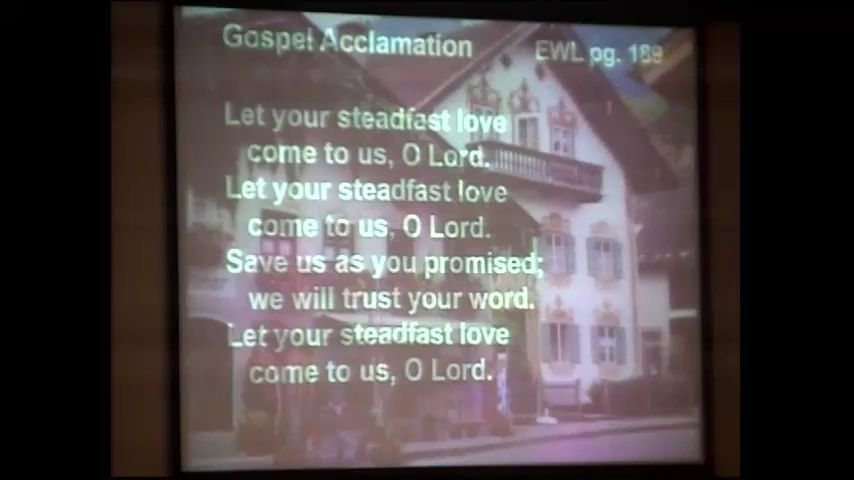 Gospel Acclamation EWL pg. 189
Let your steadfast love
come to us, O Lord.
Let your steadfast love
come to us, O Lord.
Save us as you promised;
we will trust your word.
Let your steadfast love
come to us, O Lord.